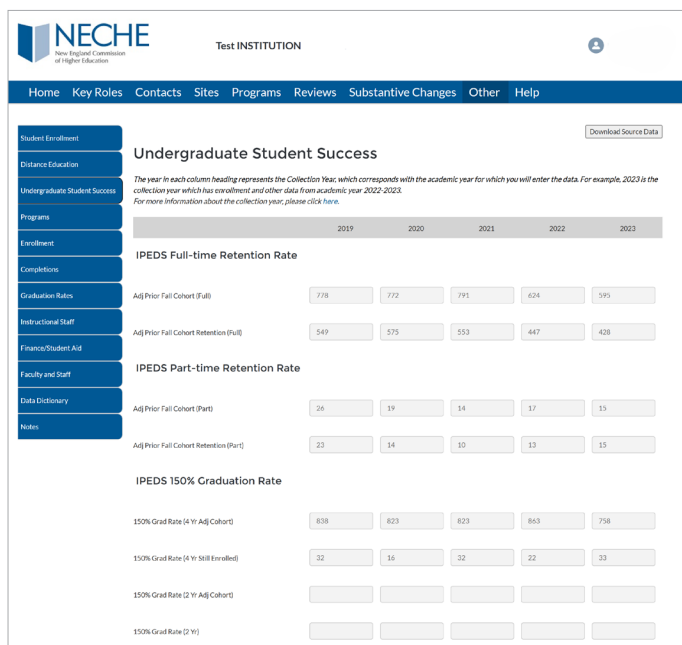 NECHE
New England Commission
of Higher Education
Test INSTITUTION
Home Key Roles Contacts Sites Programs Reviews Substantive Changes Other Help
Download Source Data
Student Enrollment
Distance Education
Undergraduate Student Success
Programs
Enrollment
Completions
Graduation Rates
Instructional Staff
Finance/Student Aid
Faculty and Staff
Data Dictionary
Notes
Undergraduate Student Success
The year in each column heading represents the Collection Year, which corresponds with the academic year for which you will enter the data. For example, 2023 is the
collection year which has enrollment and other data from academic year 2022-2023.
For more information about the collection year, please click here.
2019 2020 2021 2022 2023
IPEDS Full-time Retention Rate
Adj Prior Fall Cohort (Full) 778 772 791 624 595
Adj Prior Fall Cohort Retention (Full) 549 575 553 447 428
IPEDS Part-time Retention Rate
Adj Prior Fall Cohort (Part) 26 19 14 17 15
Adj Prior Fall Cohort Retention (Part) 23 14 10 13 15
IPEDS 150% Graduation Rate
150% Grad Rate (4 Yr Adj Cohort) 838 823 823 863 758
150% Grad Rate (4 Yr Still Enrolled) 32 16 32 22 33
150% Grad Rate (2 Yr Adj Cohort)
150% Grad Rate (2 Yr)